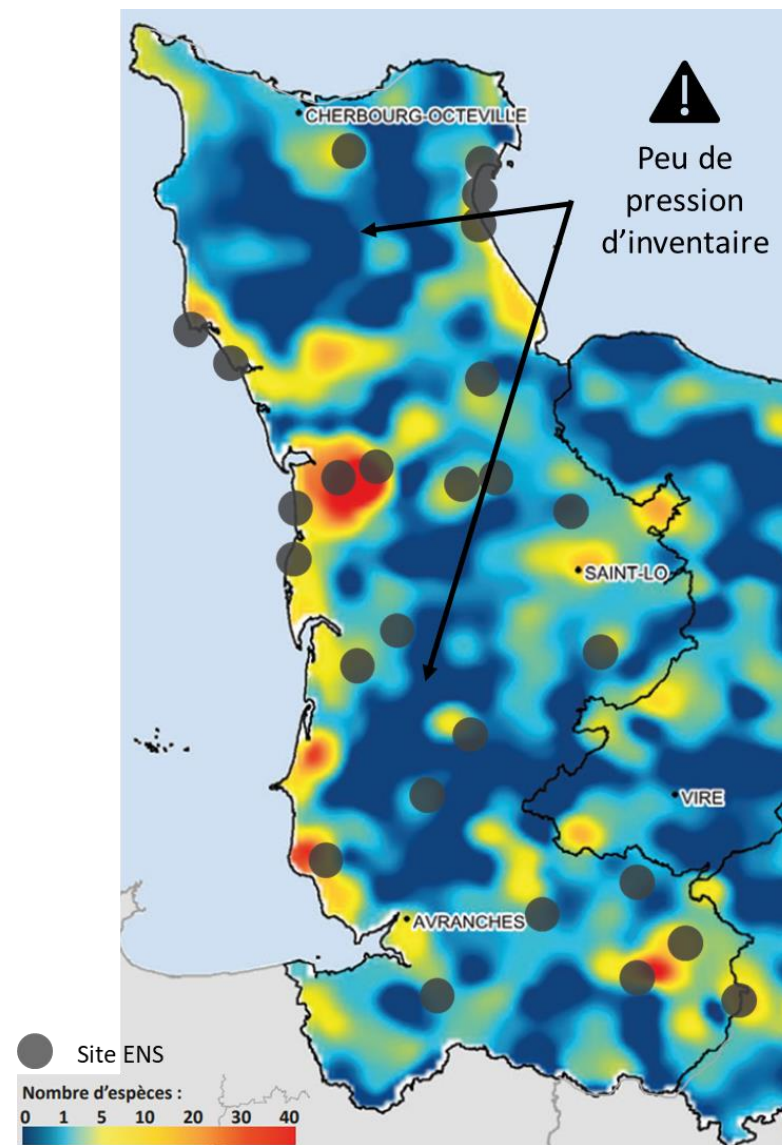 CHERBOURG-OCTEVILLE
!
Peu de
pression
d'inventaire
SAINT-LO
VIRE
AVRANCHES
Site ENS
Nombre d'espèces :
0 1 5 10 20 30 40